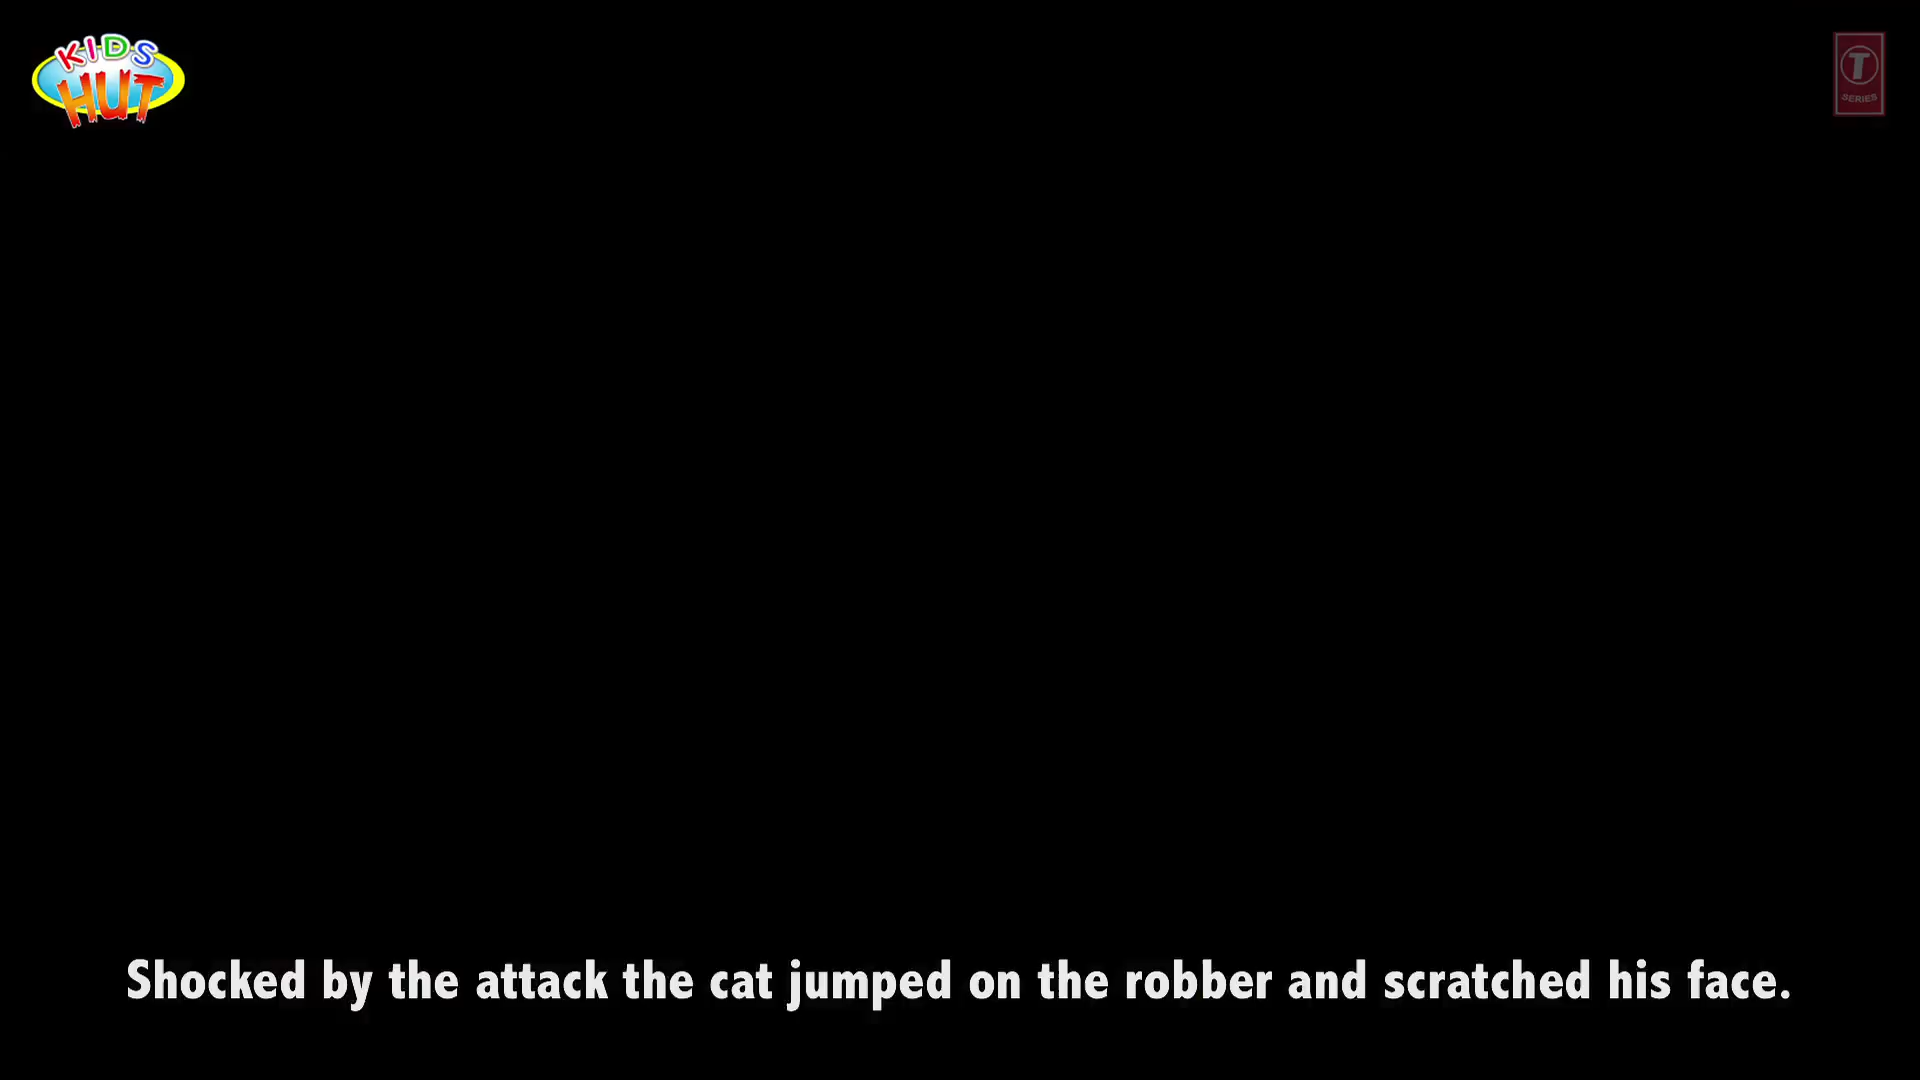 KIDS
HUT
T
SERIES
Shocked by the attack the cat jumped on the robber and scratched his face.